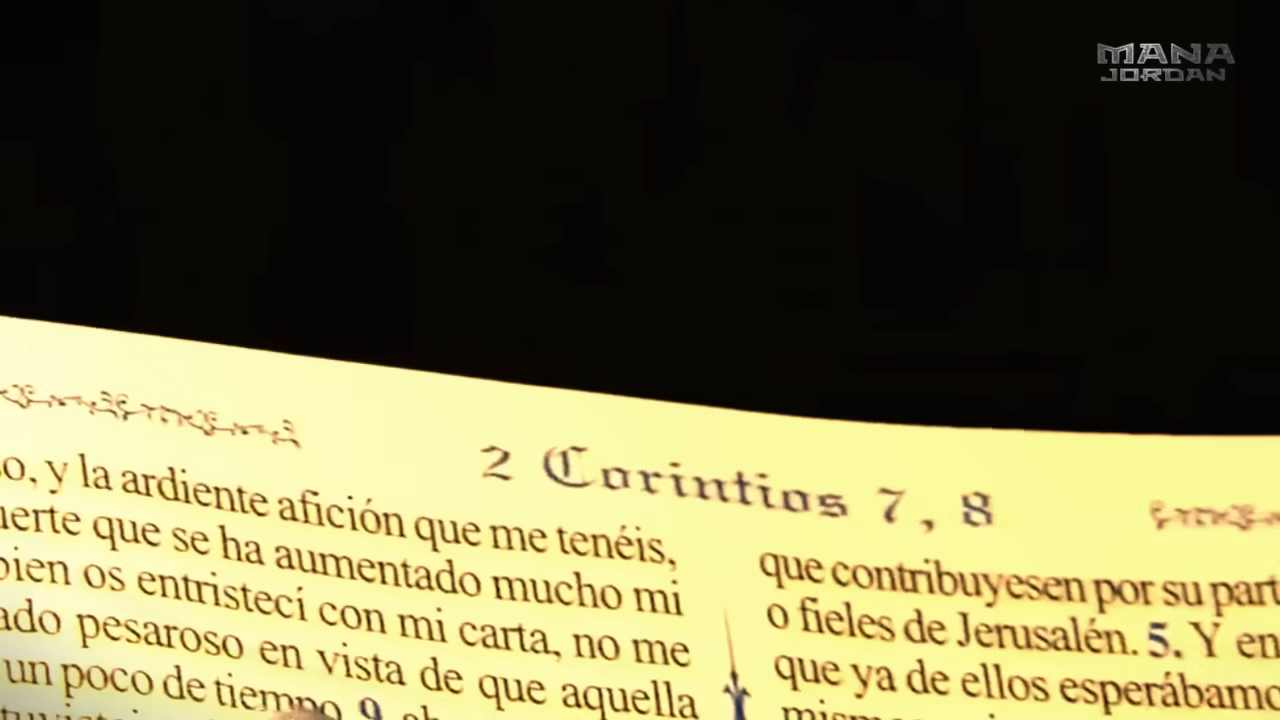 MANA
JORDAN
2 Corintios 7, 8
o, y la ardiente afición que me tenéis,
uerte que se ha aumentado mucho mi
bien os entristecí con mi carta, no me
ado pesaroso en vista de que aquella
un poco de tiempo 9.
que contribuyesen por su part
o fieles de Jerusalén. 5. Y en
que ya de ellos esperábamo